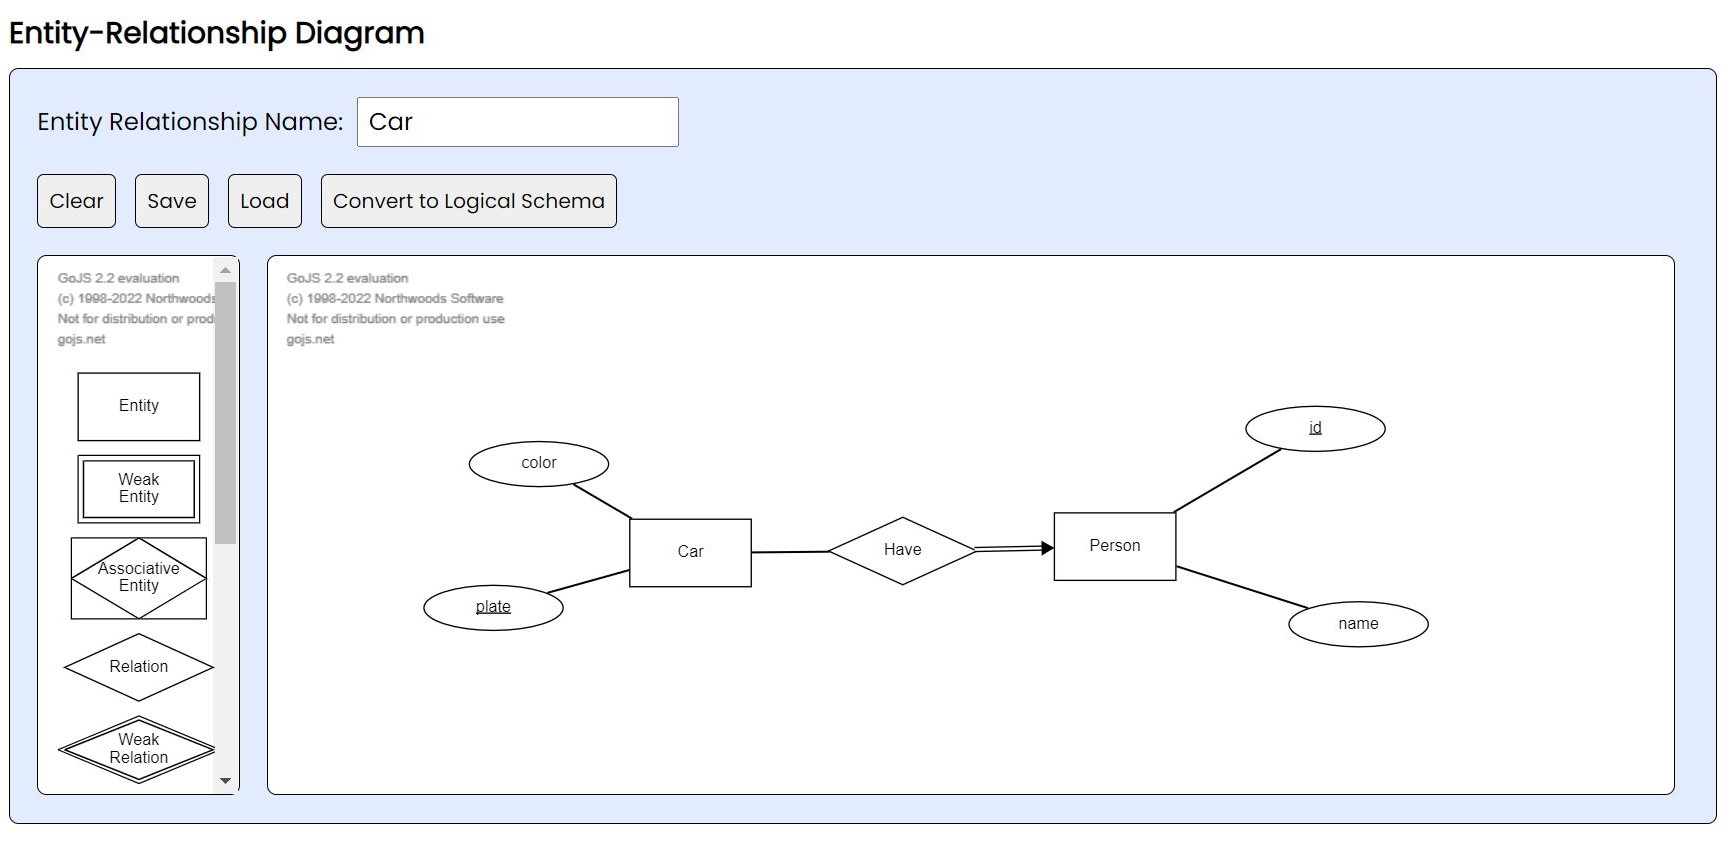 Entity-Relationship Diagram
Entity Relationship Name: Car
Clear Save Load Convert to Logical Schema
GoJS 2.2 evaluation
(c) 1998-2022 Northwoods
Not for distribution or prod
gojs.net
Entity
Weak
Entity
Associative
Entity
Relation
Weak
Relation
GoJS 2.2 evaluation
(c) 1998-2022 Northwoods Software
Not for distribution or production use
gojs.net
color
plate
Car
Have
Person
id
name